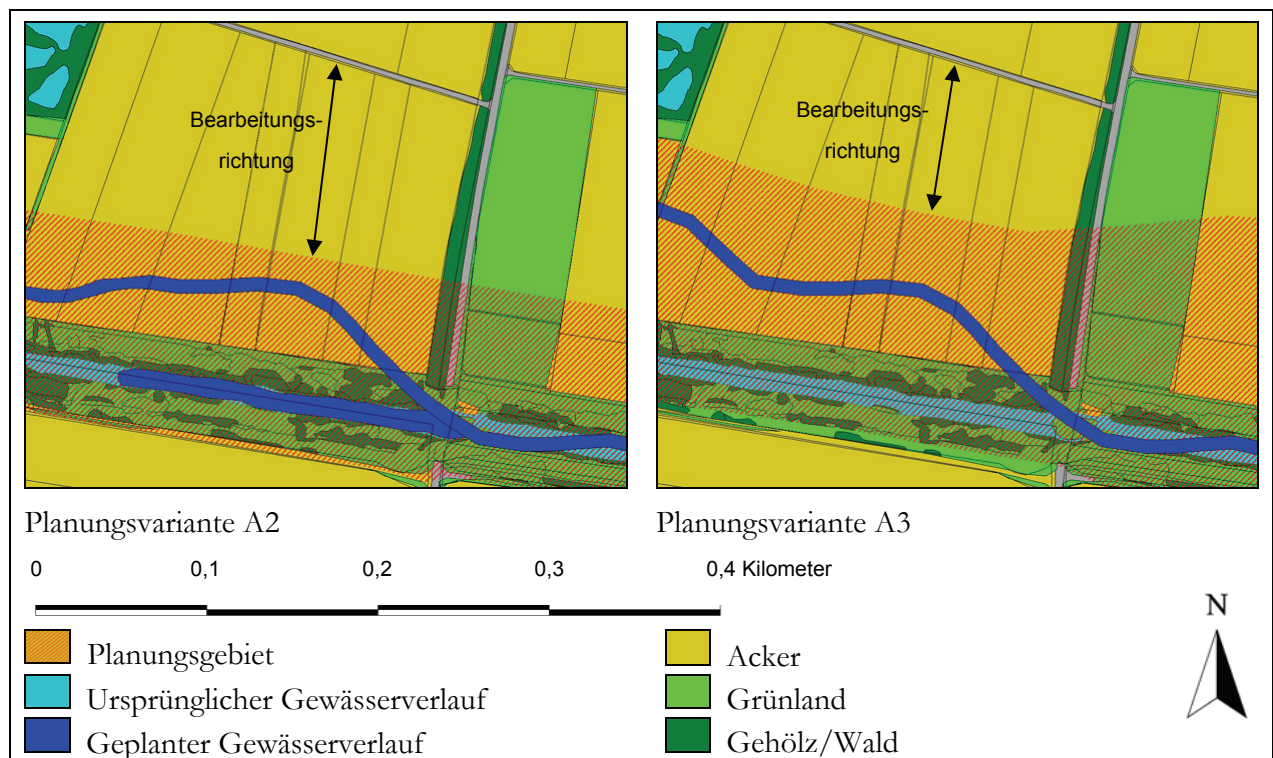 Bearbeitungs-
richtung
Bearbeitungs-
richtung
Planungsvariante A2
Planungsvariante A3
0 0,1 0,2 0,3 0,4 Kilometer
N
Planungsgebiet
Ursprünglicher Gewässerverlauf
Geplanter Gewässerverlauf
Acker
Grünland
Gehölz/Wald